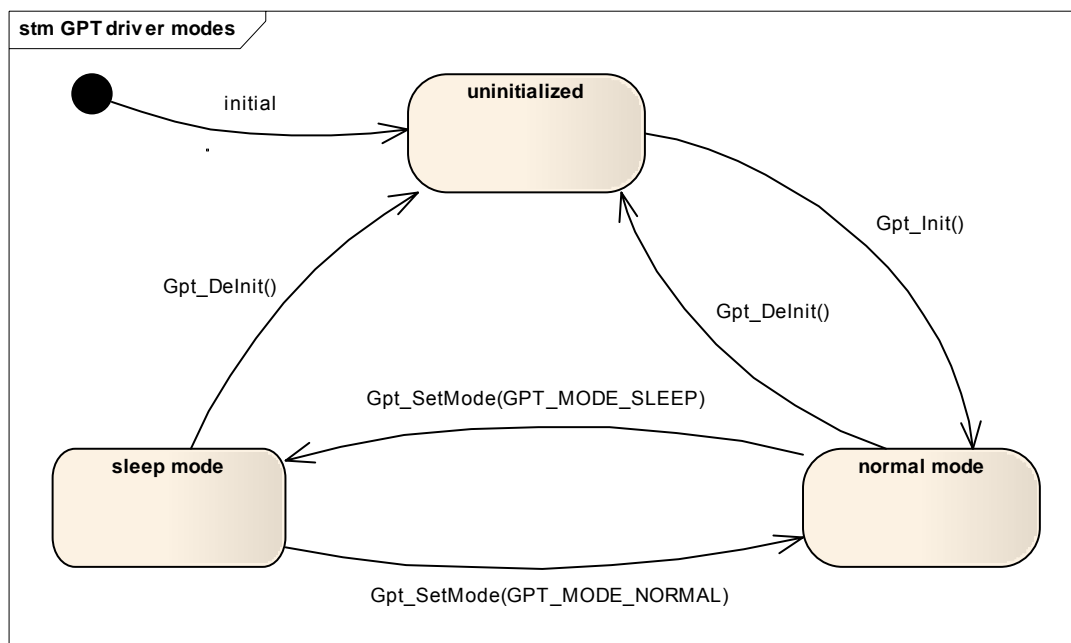 stm GPT driver modes
uninitialized
initial
Gpt_Init()
Gpt_DeInit()
Gpt_DeInit()
Gpt_SetMode(GPT_MODE_SLEEP)
sleep mode
normal mode
Gpt_SetMode(GPT_MODE_NORMAL)